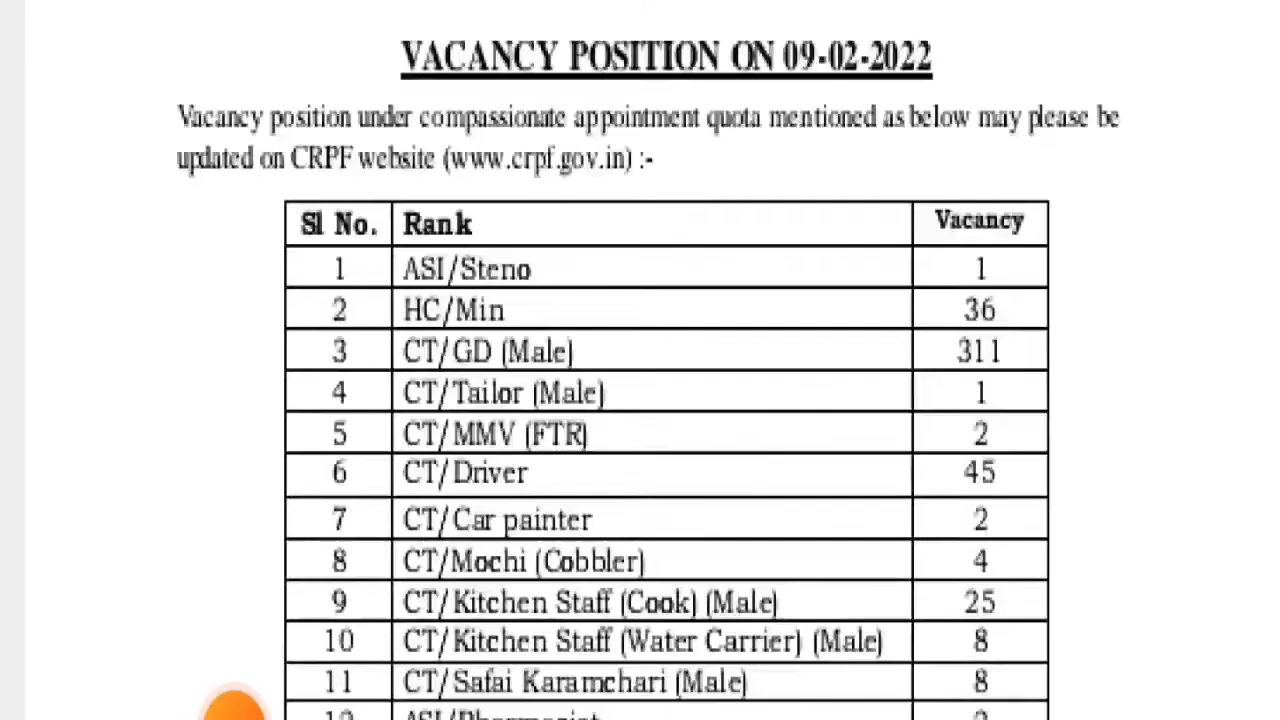 VACANCY POSITION ON 09-02-2022
Vacancy position under compassionate appointment quota mentioned as below may please be
updated on CRPF website (www.crpf.gov.in) :-
Sl No. Rank Vacancy
1 ASI/Steno 1
2 HC/Min 36
3 CT/GD (Male) 311
4 CT/Tailor (Male) 1
5 CT/MMV (FTR) 2
6 CT/Driver 45
7 CT/Car painter 2
8 CT/Mochi (Cobbler) 4
9 CT/Kitchen Staff (Cook) (Male) 25
10 CT/Kitchen Staff (Water Carrier) (Male) 8
11 CT/Safai Karamchari (Male) 8
12 ASI/Pharmacist